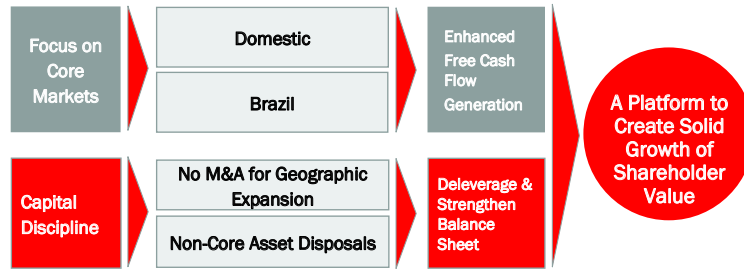 Focus on
Core
Markets
Domestic
Brazil
Enhanced
Free Cash
Flow
Generation
Capital
Discipline
No M&A for Geographic
Expansion
Non-Core Asset Disposals
Deleverage &
Strengthen
Balance
Sheet
A Platform to
Create Solid
Growth of
Shareholder
Value